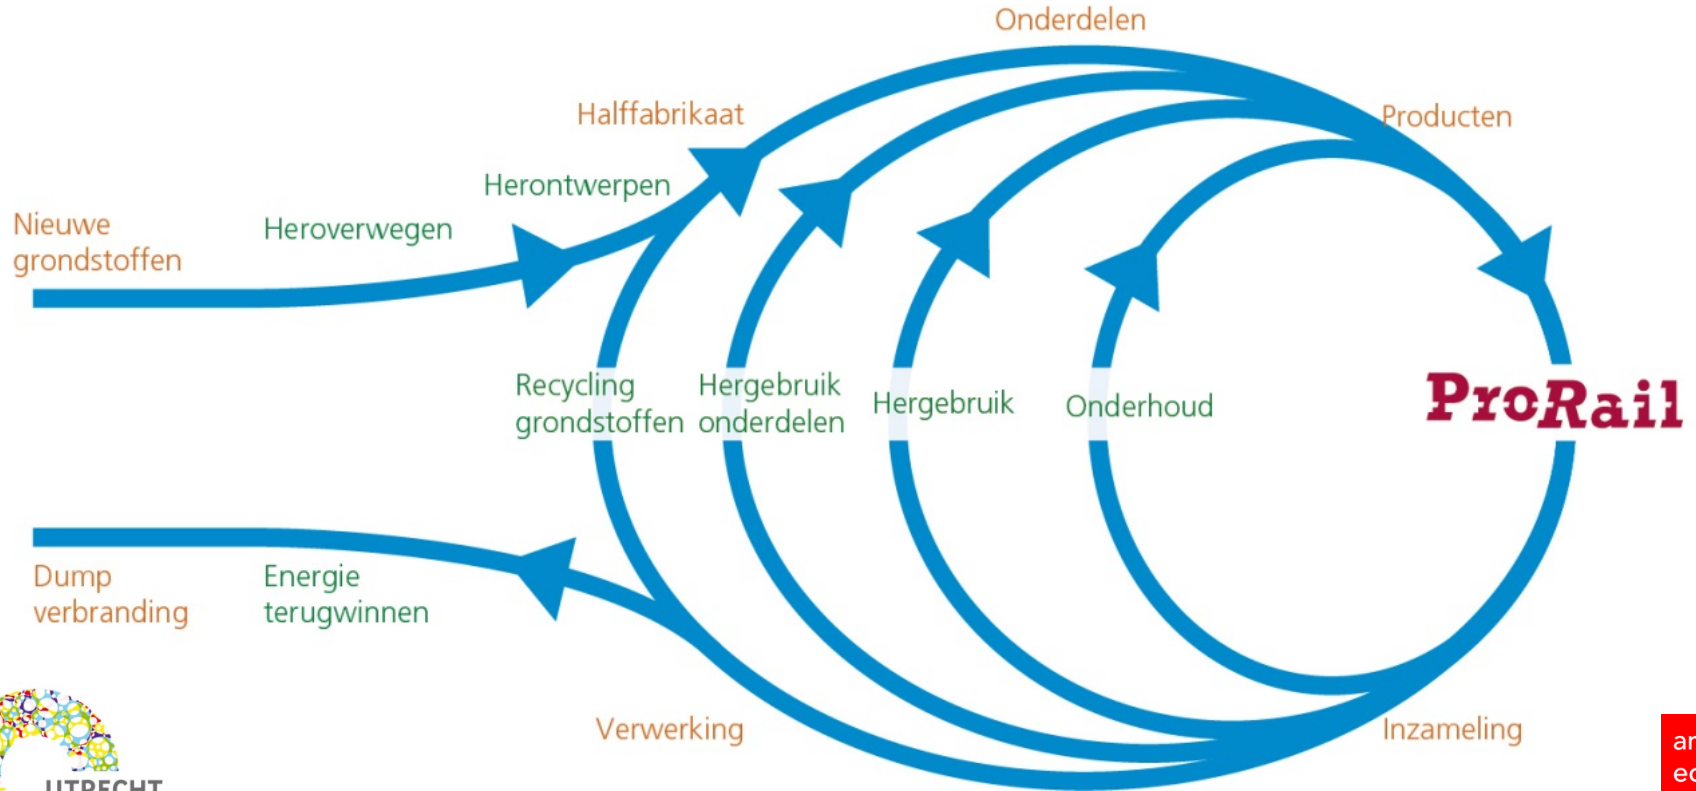 Onderdelen
Halffabrikaat
Producten
Herontwerpen
Nieuwe
grondstoffen
Heroverwegen
Recycling
grondstoffen
Hergebruik
onderdelen
Hergebruik
Onderhoud
ProRail
Dump
verbranding
Energie
terugwinnen
Verwerking
Inzameling
UTRECHT